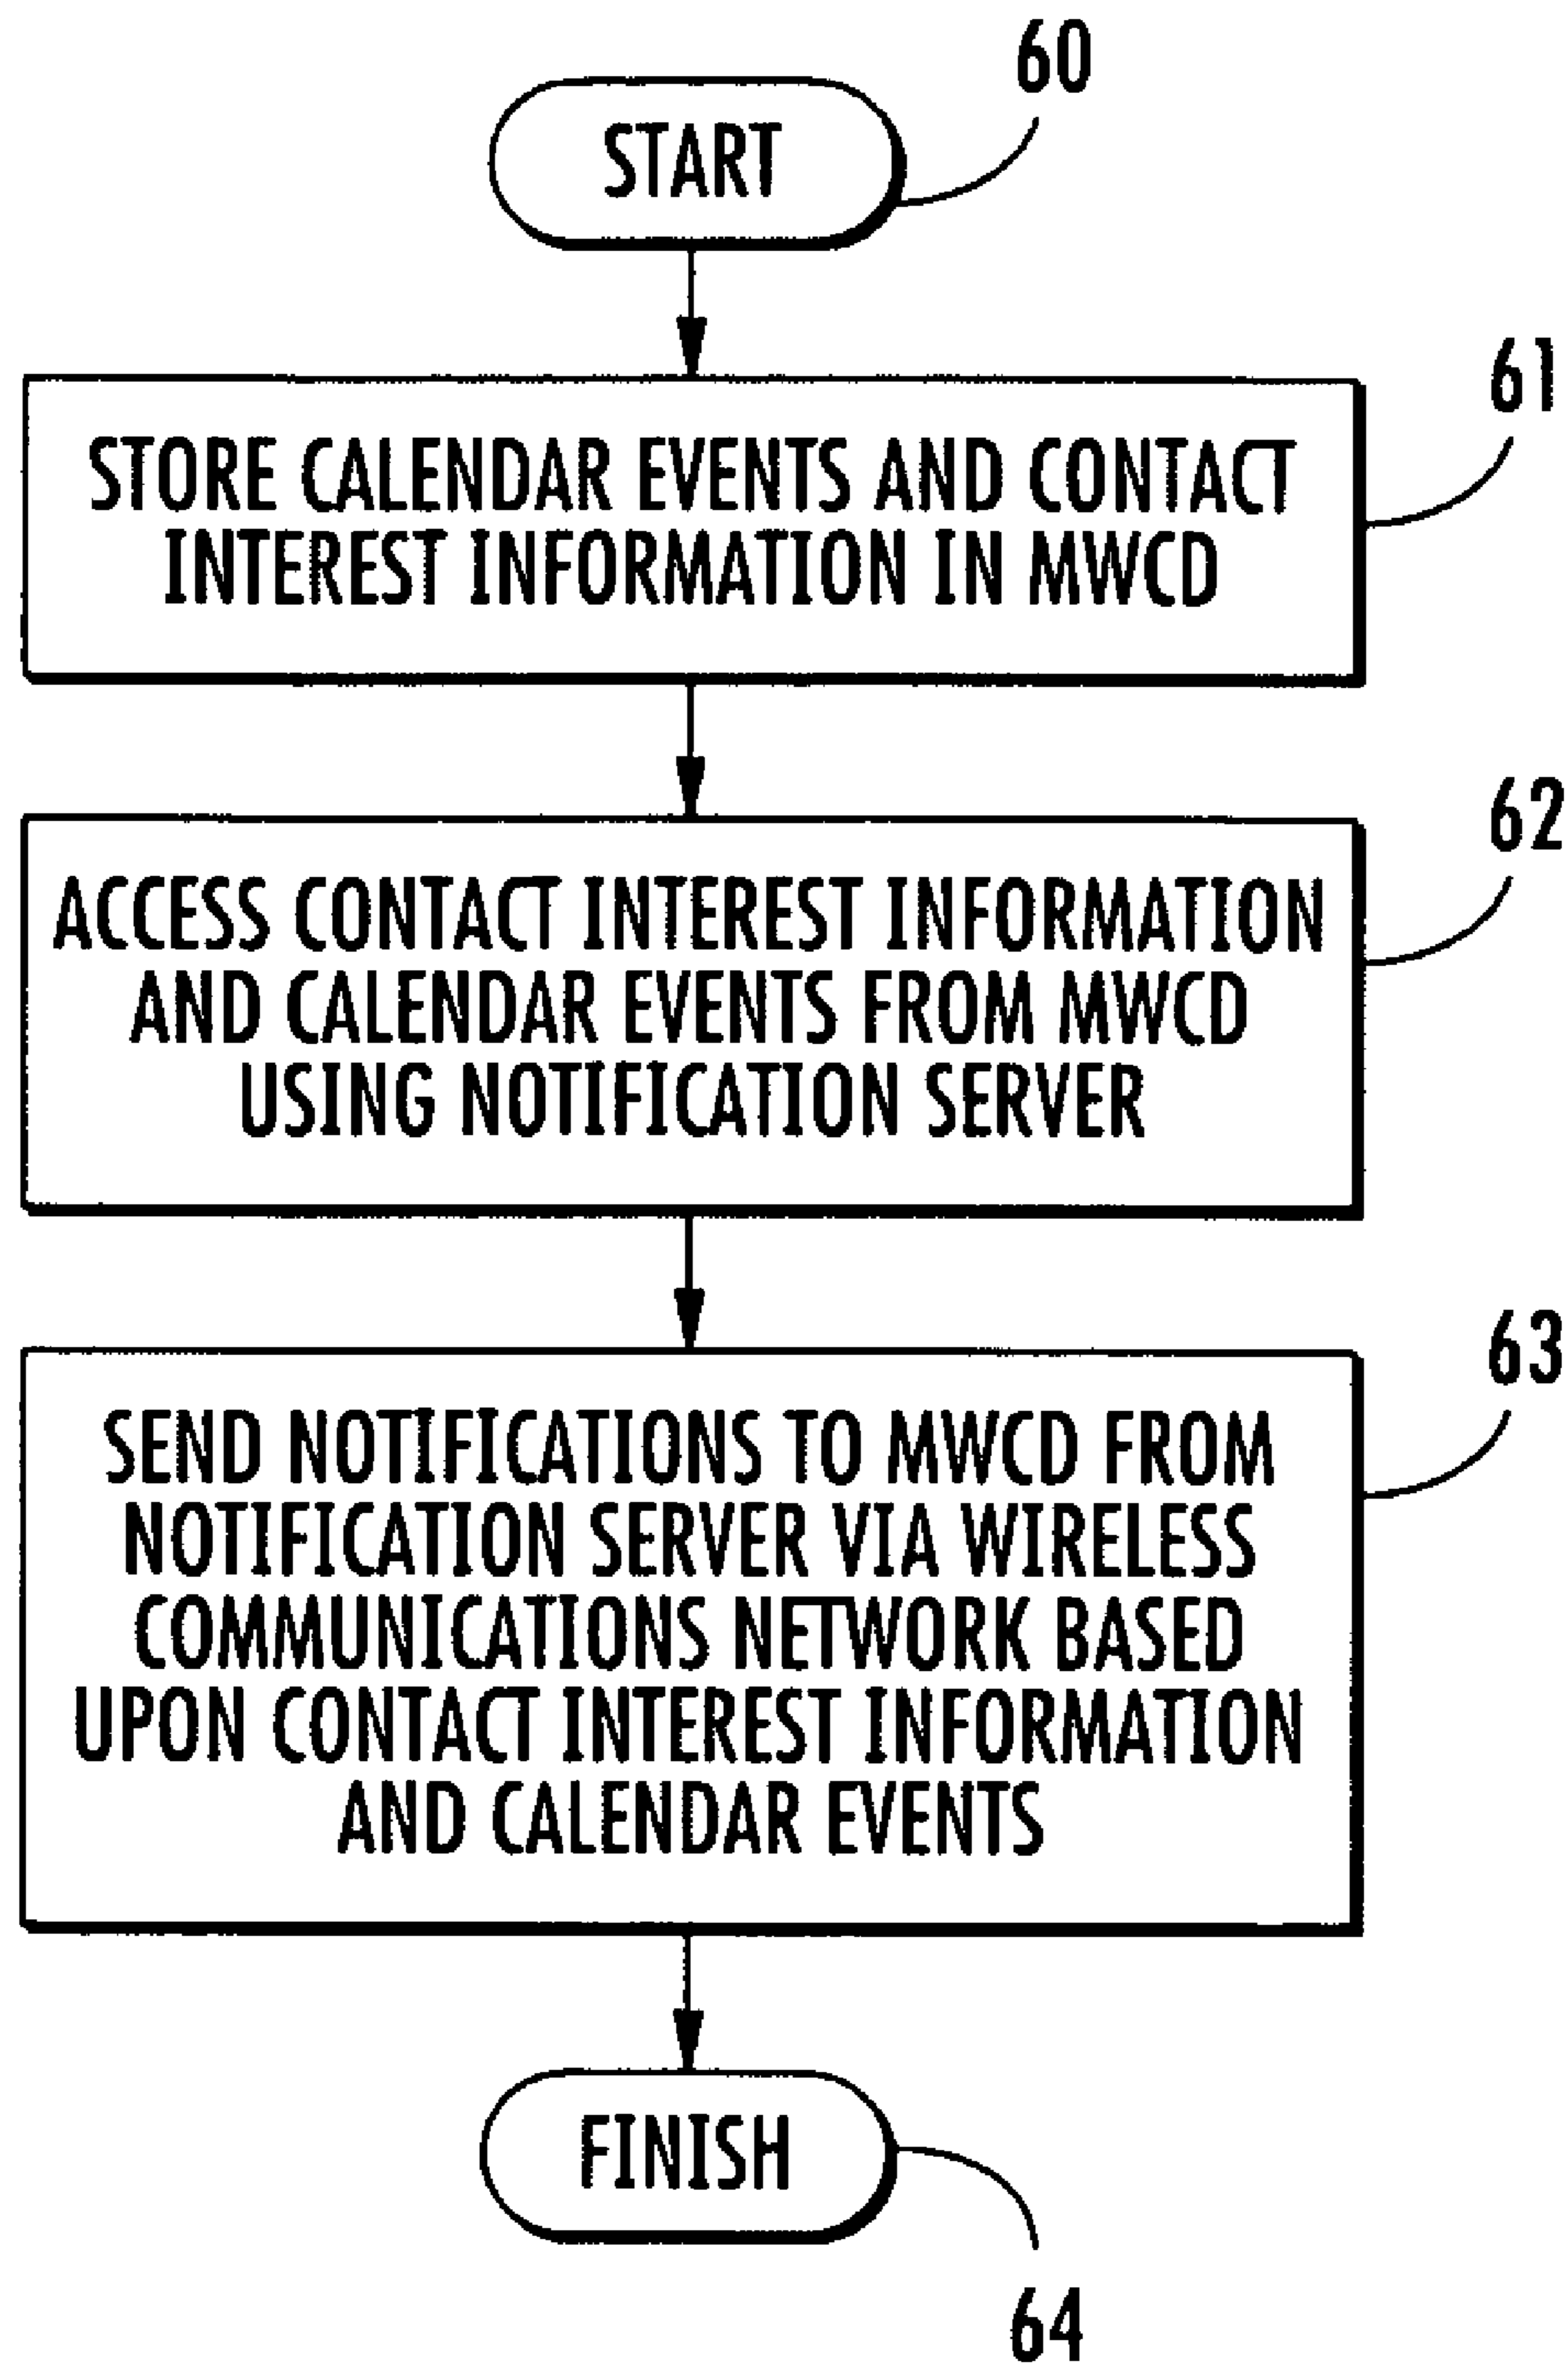 60
START
61
STORE CALENDAR EVENTS AND CONTACT
INTEREST INFORMATION IN MWCD
62
ACCESS CONTACT INTEREST INFORMATION
AND CALENDAR EVENTS FROM MWCD
USING NOTIFICATION SERVER
63
SEND NOTIFICATIONS TO MWCD FROM
NOTIFICATION SERVER VIA WIRELESS
COMMUNICATIONS NETWORK BASED
UPON CONTACT INTEREST INFORMATION
AND CALENDAR EVENTS
FINISH
64